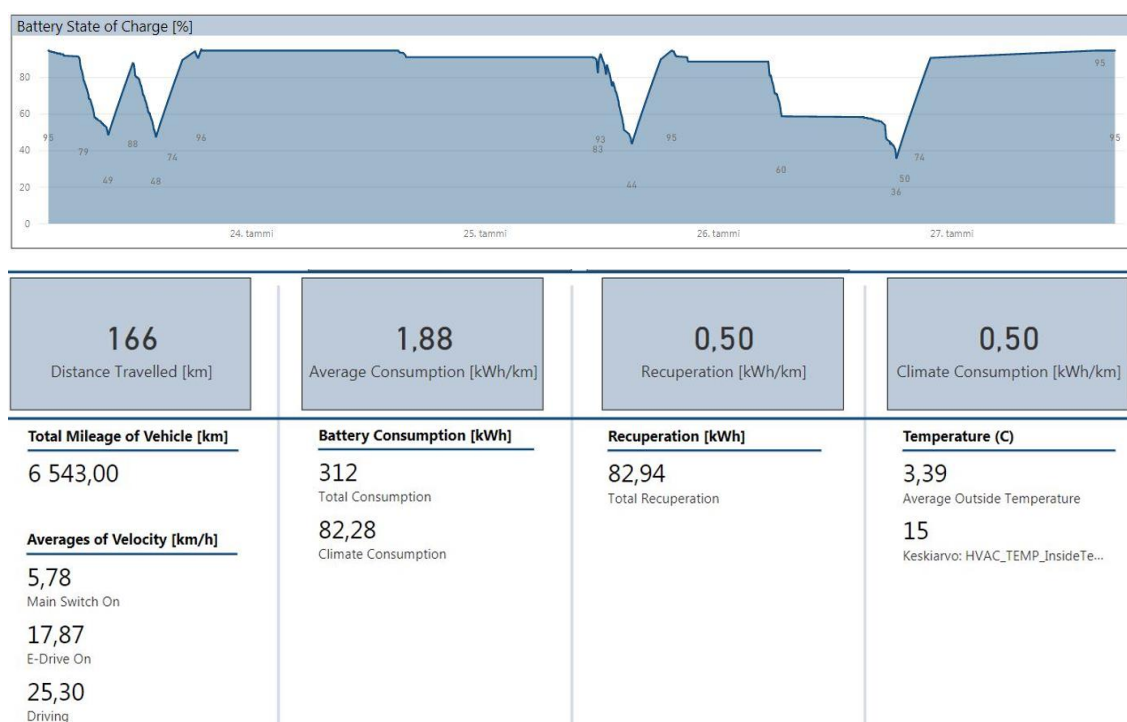 Battery State of Charge [%]
80
60
40
20
0
95
79
49
88
48
74
96
93
83
44
95
60
36
50
74
95
95
24. tammi
25. tammi
26. tammi
27. tammi
166
Distance Travelled [km]
1,88
Average Consumption [kWh/km]
0,50
Recuperation [kWh/km]
0,50
Climate Consumption [kWh/km]
Total Mileage of Vehicle [km]
6 543,00
Averages of Velocity [km/h]
5,78
Main Switch On
17,87
E-Drive On
25,30
Driving
Battery Consumption [kWh]
312
Total Consumption
82,28
Climate Consumption
Recuperation [kWh]
82,94
Total Recuperation
Temperature (C)
3,39
Average Outside Temperature
15
Keskiarvo: HVAC_TEMP_InsideTe...